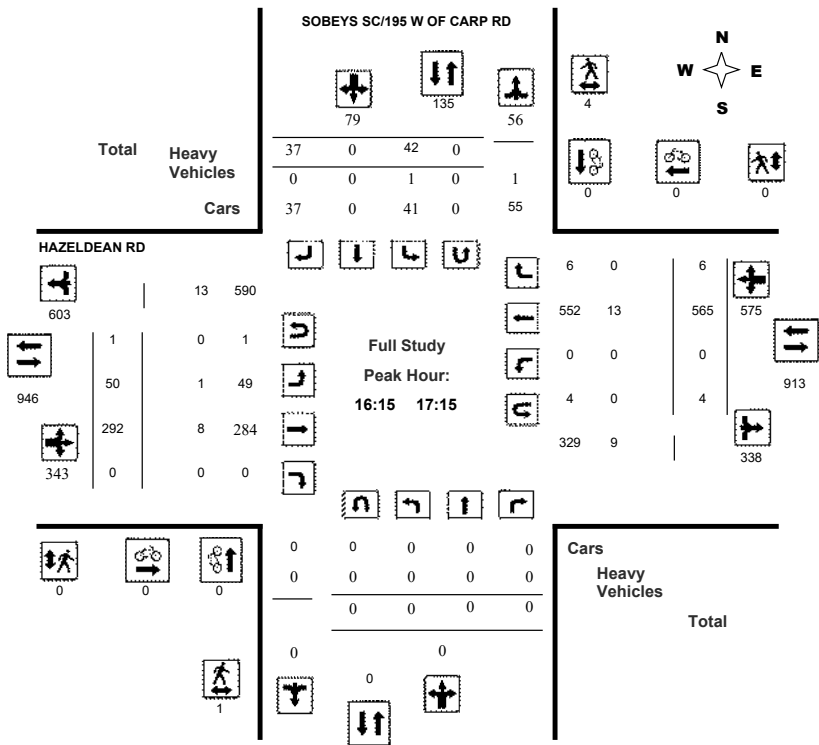 SOBEYS SC/195 W OF CARP RD
N
W E
S
135
4
79 56
Total Heavy Vehicles
37 0 42 0
0 0 1 0 1
Cars
37 0 41 0 55
0 0 0
HAZELDEAN RD
603
13 590
6 0 6
552 13 565 575
1 0 1
Full Study
Peak Hour:
16:15 17:15
0 0 0
946
50 1 49
913
4 0 4
292 8 284
329 9
338
343
0 0 0
0 0 0
0 0 0 0 0
Cars
0 0 0 0 0
Heavy
Vehicles
0 0 0 0
Total
0 0
0
1